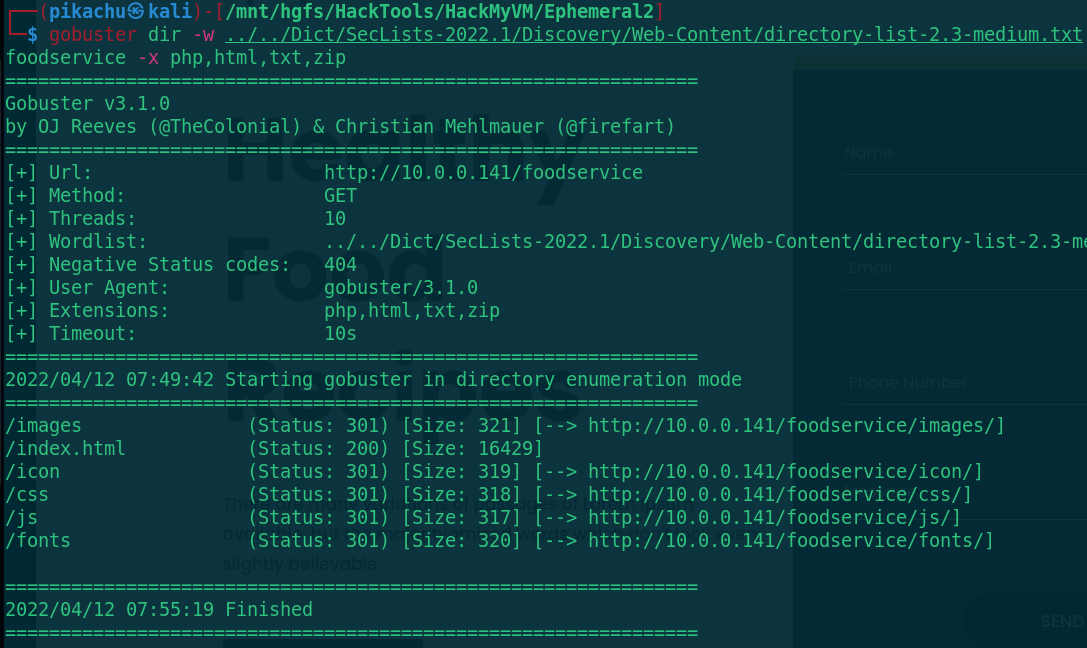 ┌──(pikachu㉿kali)-[/mnt/hgfs/HackTools/HackMyVM/Ephemeral2]
└─$ gobuster dir -w ../../Dict/SecLists-2022.1/Discovery/Web-Content/directory-list-2.3-medium.txt
foodservice -x php,html,txt,zip
===============================================================
Gobuster v3.1.0
by OJ Reeves (@TheColonial) & Christian Mehlmauer (@firefart)
===============================================================
[+] Url:                     http://10.0.0.141/foodservice
[+] Method:                  GET
[+] Threads:                 10
[+] Wordlist:                ../../Dict/SecLists-2022.1/Discovery/Web-Content/directory-list-2.3-me
[+] Negative Status codes:   404
[+] User Agent:              gobuster/3.1.0
[+] Extensions:              php,html,txt,zip
[+] Timeout:                 10s
===============================================================
2022/04/12 07:49:42 Starting gobuster in directory enumeration mode
===============================================================
/images               (Status: 301) [Size: 321] [--> http://10.0.0.141/foodservice/images/]
/index.html           (Status: 200) [Size: 16429]
/icon                 (Status: 301) [Size: 319] [--> http://10.0.0.141/foodservice/icon/]
/css                  (Status: 301) [Size: 318] [--> http://10.0.0.141/foodservice/css/]
/js                   (Status: 301) [Size: 317] [--> http://10.0.0.141/foodservice/js/]
/fonts                (Status: 301) [Size: 320] [--> http://10.0.0.141/foodservice/fonts/]
===============================================================
2022/04/12 07:55:19 Finished
===============================================================
Healthy
Food
Recipes
slightly believable
Name
Email
Phone Number
SEND